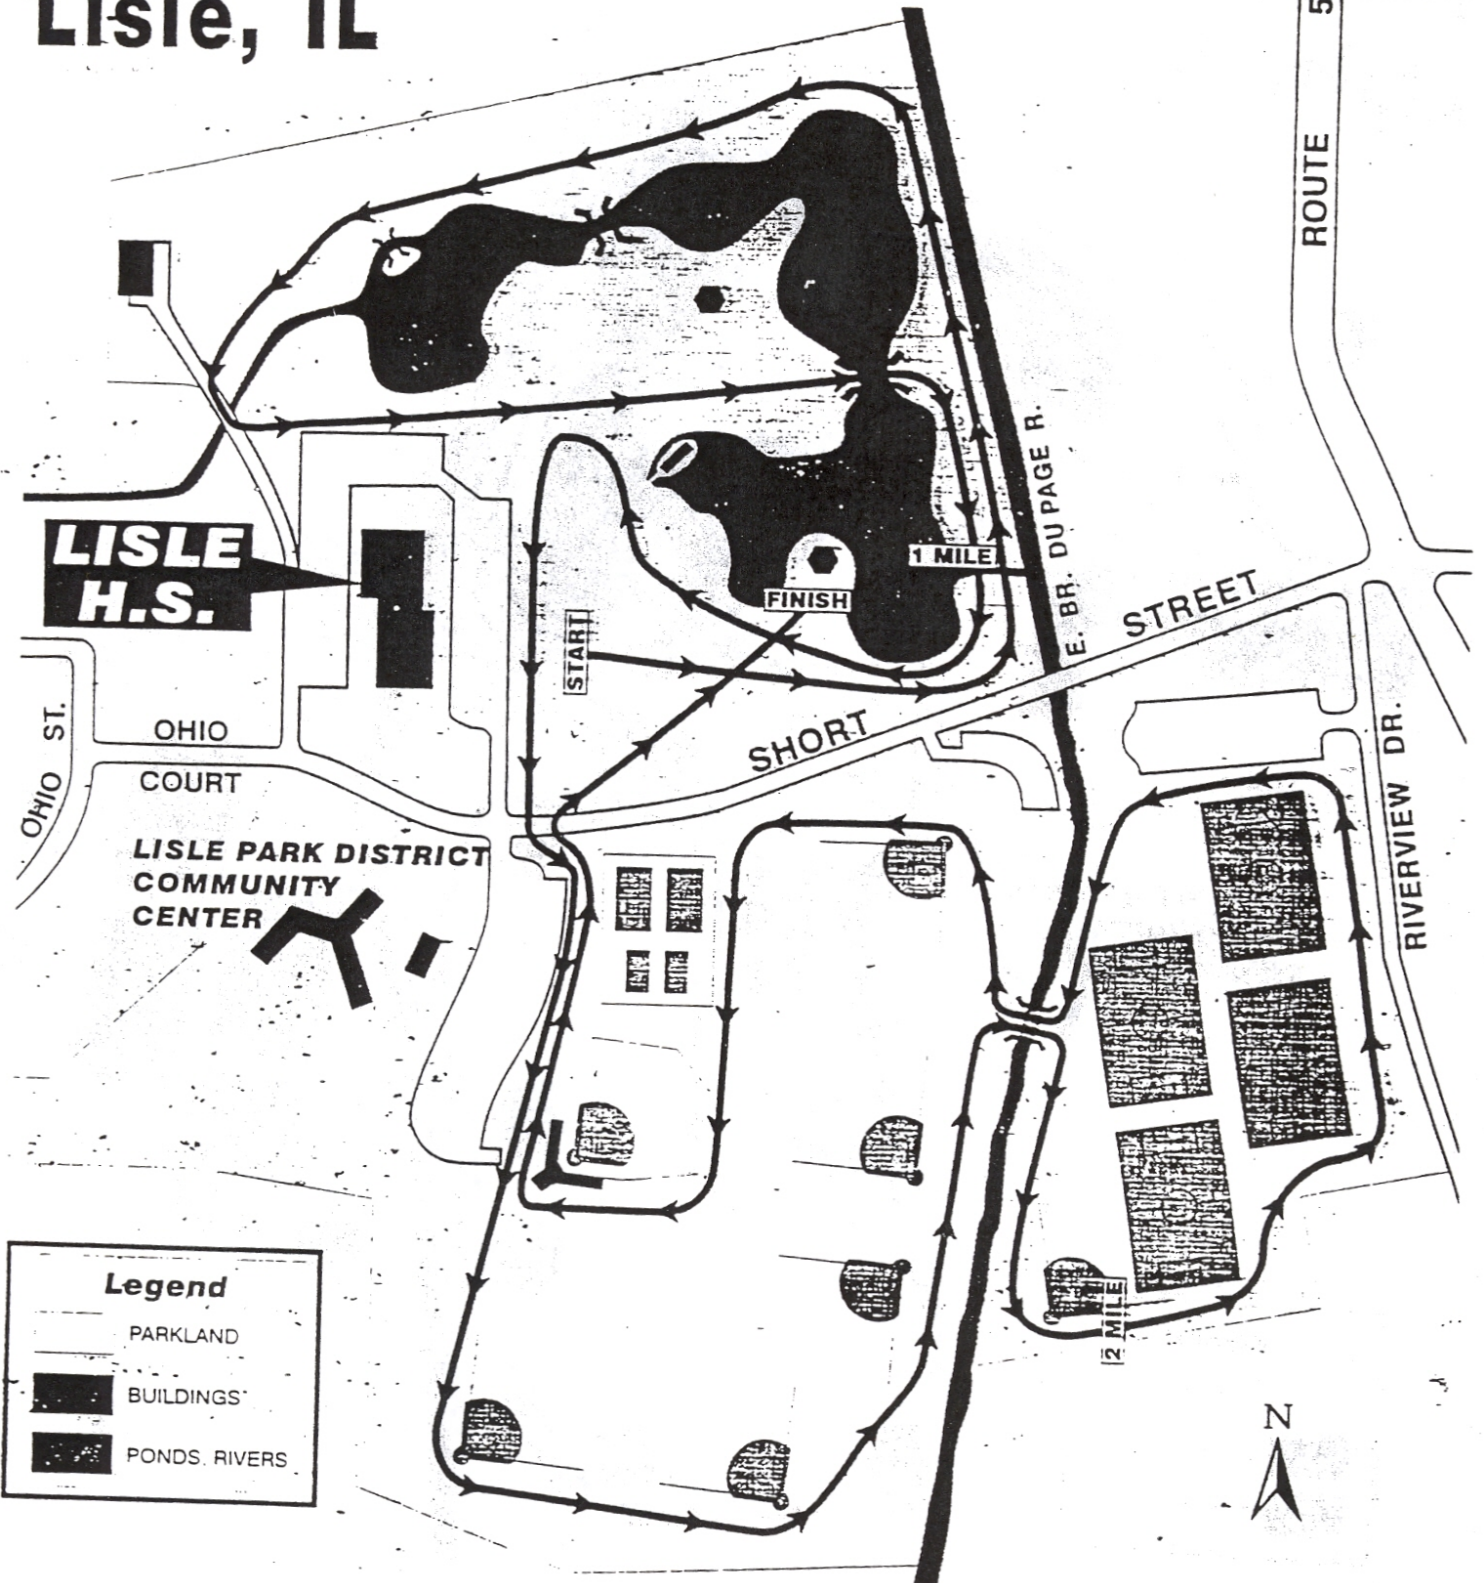 Lisle, IL
ROUTE 5
LISLE
H.S.
1 MILE
FINISH
START
E. BR. DU PAGE R.
SHORT STREET
OHIO ST.
OHIO
COURT
RIVERVIEW DR.
LISLE PARK DISTRICT
COMMUNITY
CENTER
2 MILE
Legend
PARKLAND
BUILDINGS
PONDS, RIVERS
N